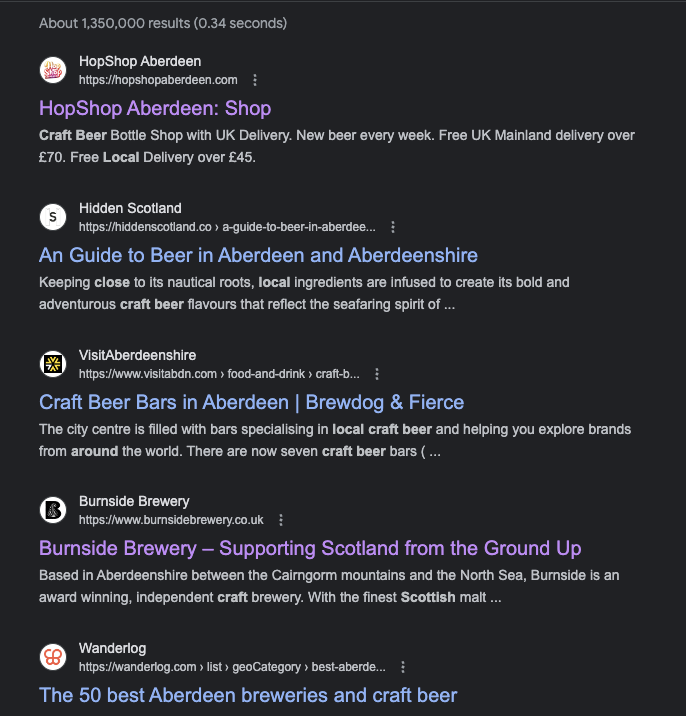 About 1,350,000 results (0.34 seconds)
HopShop Aberdeen
https://hopshopaberdeen.com
HopShop Aberdeen: Shop
Craft Beer Bottle Shop with UK Delivery. New beer every week. Free UK Mainland delivery over
£70. Free Local Delivery over £45.
S
Hidden Scotland
https://hiddenscotland.co › a-guide-to-beer-in-aberdee...
An Guide to Beer in Aberdeen and Aberdeenshire
Keeping close to its nautical roots, local ingredients are infused to create its bold and
adventurous craft beer flavours that reflect the seafaring spirit of ...
VisitAberdeenshire
https://www.visitabdn.com › food-and-drink › craft-b...
Craft Beer Bars in Aberdeen | Brewdog & Fierce
The city centre is filled with bars specialising in local craft beer and helping you explore brands
from around the world. There are now seven craft beer bars ( ...
B
Burnside Brewery
https://www.burnsidebrewery.co.uk
Burnside Brewery – Supporting Scotland from the Ground Up
Based in Aberdeenshire between the Cairngorm mountains and the North Sea, Burnside is an
award winning, independent craft brewery. With the finest Scottish malt ...
Wanderlog
https://wanderlog.com › list › geoCategory › best-aberde...
The 50 best Aberdeen breweries and craft beer